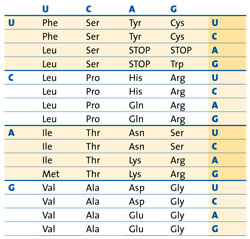 U C A G
U Phe Ser Tyr Cys U
Phe Ser Tyr Cys C
Leu Ser STOP STOP A
Leu Ser STOP Trp G
C Leu Pro His Arg U
Leu Pro His Arg C
Leu Pro Gln Arg A
Leu Pro Gln Arg G
A Ile Thr Asn Ser U
Ile Thr Asn Ser C
Ile Thr Lys Arg A
Met Thr Lys Arg G
G Val Ala Asp Gly U
Val Ala Asp Gly C
Val Ala Glu Gly A
Val Ala Glu Gly G